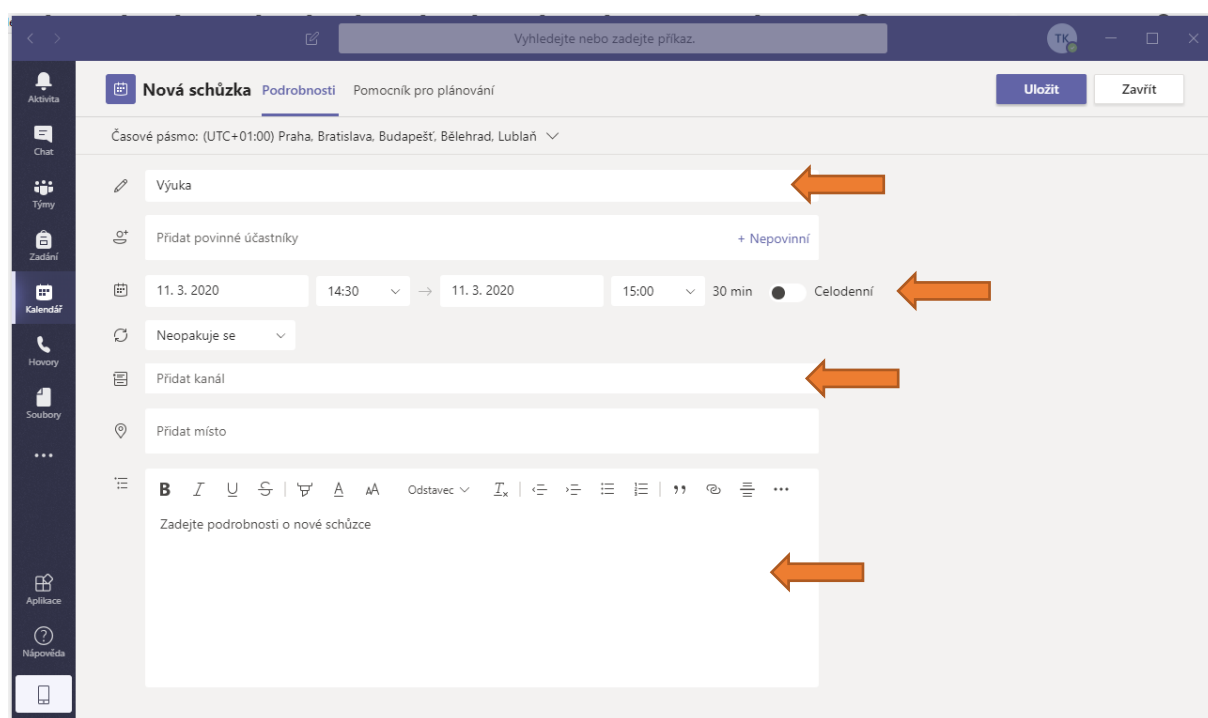 Vyhledejte nebo zadejte příkaz.
TK
Aktivita
Chat
Týmy
Zadání
Kalendář
Hovory
Soubory
Aplikace
Nápověda
Nová schůzka Podrobnosti Pomocník pro plánování
Uložit Zavřít
Časové pásmo: (UTC+01:00) Praha, Bratislava, Budapešť, Bělehrad, Lublaň
Výuka
Přidat povinné účastníky + Nepovinní
11. 3. 2020 14:30 → 11. 3. 2020 15:00 30 min Celodenní
Neopakuje se
Přidat kanál
Přidat místo
B I U S A AA Odstavec Tx
Zadejte podrobnosti o nové schůzce